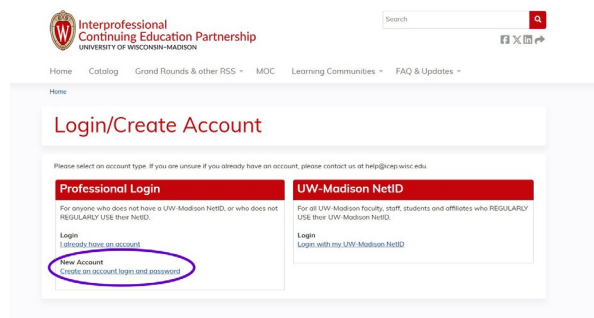 Interprofessional
Continuing Education Partnership
UNIVERSITY OF WISCONSIN–MADISON
Search
Home Catalog Grand Rounds & other RSS MOC Learning Communities FAQ & Updates
Home
Login/Create Account
Please select an account type. If you are unsure if you already have an account, please contact us at help@icep.wisc.edu.
Professional Login
For anyone who does not have a UW-Madison NetID, or who does not
REGULARLY USE their NetID.
Login
I already have an account
New Account
Create an account login and password
UW-Madison NetID
For all UW-Madison faculty, staff, students and affiliates who REGULARLY
USE their UW-Madison NetID.
Login
Login with my UW-Madison NetID